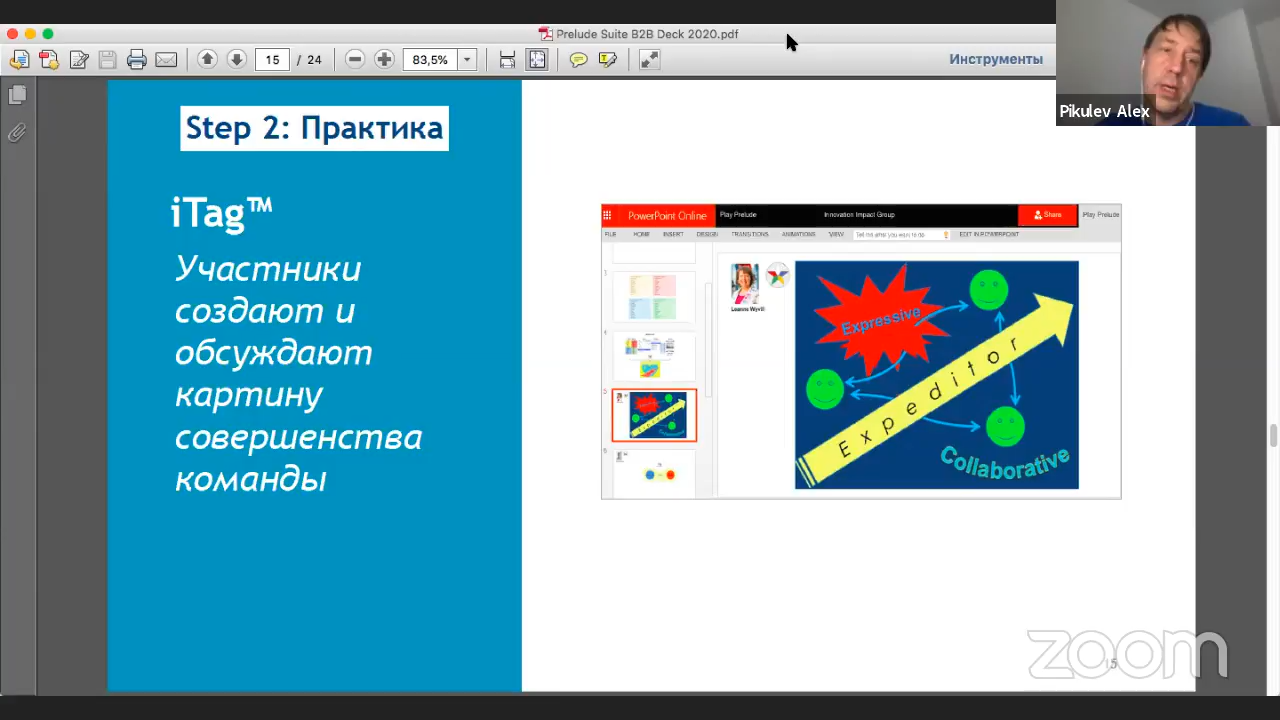 Prelude Suite B2B Deck 2020.pdf
15 / 24
83,5%
Инструменты
Pikulev Alex
Step 2: Практика
iTag™
Участники
создают и
обсуждают
картину
совершенства
команды
PowerPoint Online
Play Prelude
Innovation Impact Group
Share
Play Prelude
FILE HOME INSERT DESIGN TRANSITIONS ANIMATIONS VIEW Tell me what you want to do EDIT IN POWERPOINT
Leanne Wyvill
Expressive
Expeditor
Collaborative
zoom
15